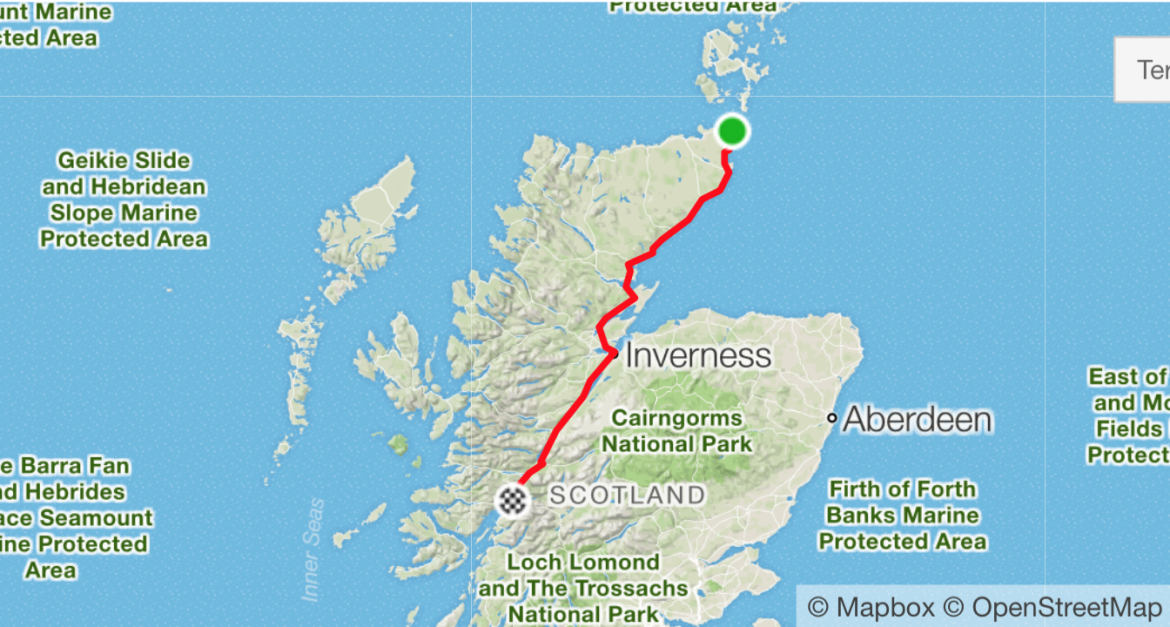 unt Marine
cted Area
Protected Area
Ter
Geikie Slide
and Hebridean
Slope Marine
Protected Area
Inverness
Cairngorms
National Park
Aberdeen
East of
and Mo
Fields
Protect
e Barra Fan
nd Hebrides
ace Seamount
ine Protected
Area
SCOTLAND
Firth of Forth
Banks Marine
Protected Area
Inner Seas
Loch Lomond
and The Trossachs
National Park
© Mapbox © OpenStreetMap